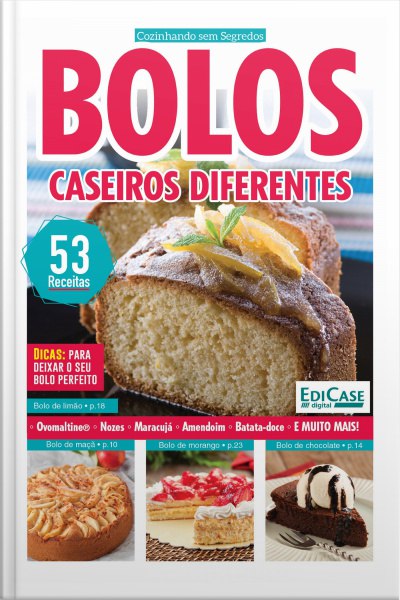 Cozinhando sem Segredos
BOLOS
CASEIROS DIFERENTES
53
Receitas
DICAS: PARA
DEIXAR O SEU
BOLO PERFEITO
EDICASE
digital
Bolo de limão • p.18
• Ovomaltine® • Nozes • Maracujá • Amendoim • Batata-doce • E MUITO MAIS!
Bolo de maçã • p.10
Bolo de morango • p.23
Bolo de chocolate • p.14